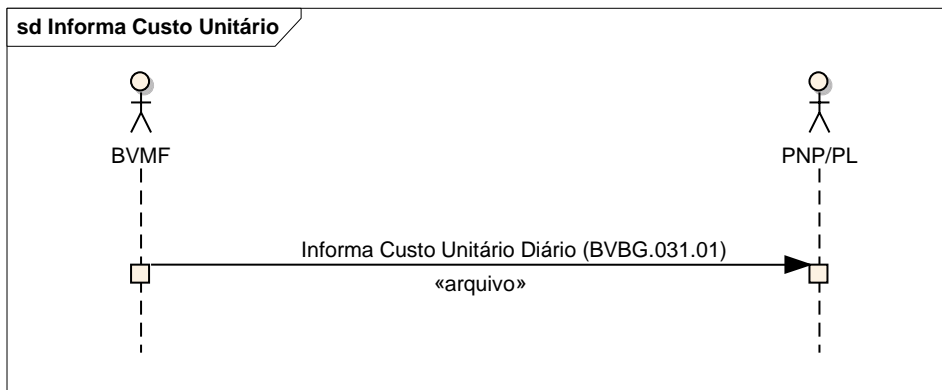 sd Informa Custo Unitário
BVMF
PNP/PL
Informa Custo Unitário Diário (BVBG.031.01)
«arquivo»